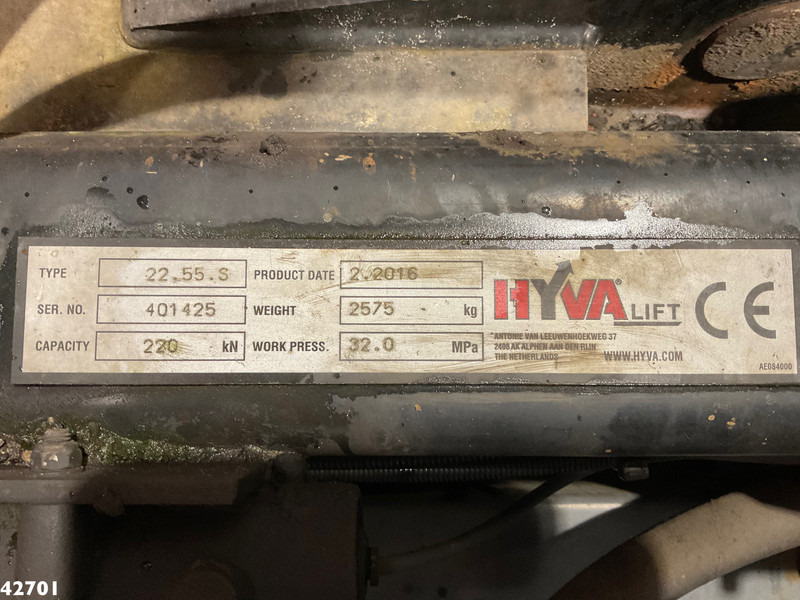 TYPE 22.55.S PRODUCT DATE 2.2016
SER. NO. 401425 WEIGHT 2575 kg
CAPACITY 220 kN WORK PRESS. 32.0 MPa
HYVA® LIFT CE
ANTONIE VAN LEEUWENHOEKWEG 37
2408 AK ALPHEN AAN DEN RIJN
THE NETHERLANDS WWW.HYVA.COM
AE084000
42701